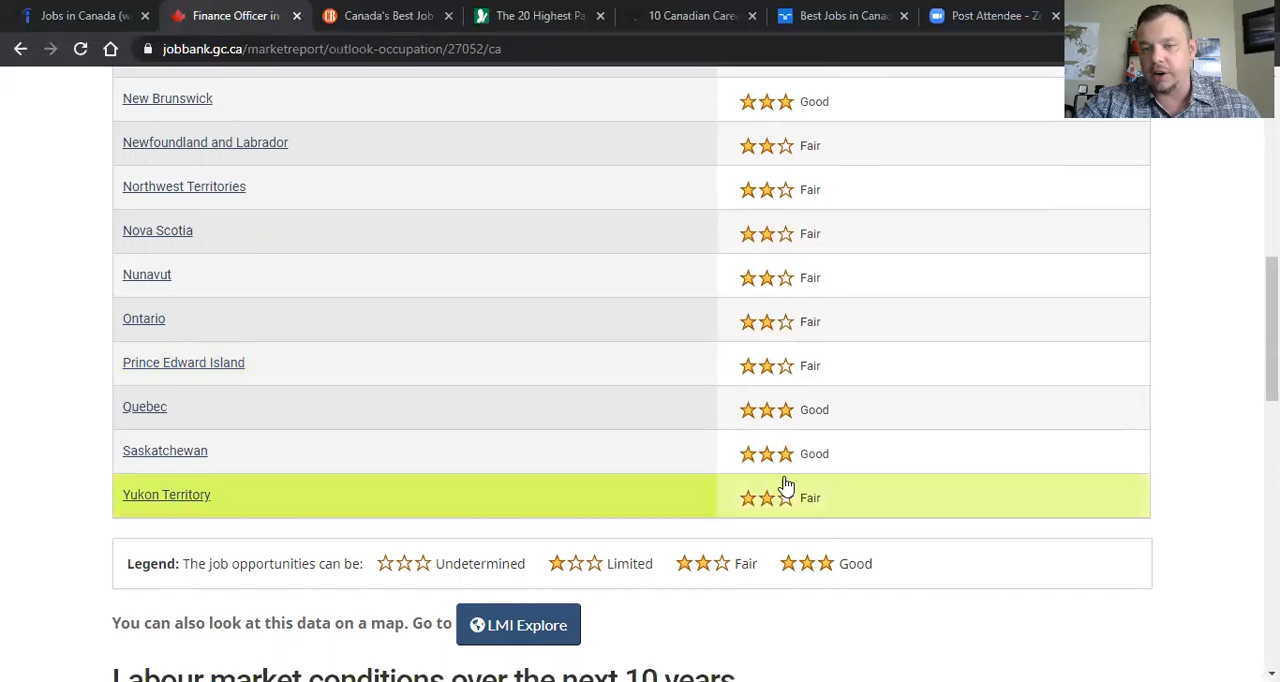 Jobs in Canada (w
Finance Officer in
Canada's Best Job
The 20 Highest Pa
10 Canadian Care
Best Jobs in Canac
Post Attendee - Z
jobbank.gc.ca/marketreport/outlook-occupation/27052/ca
New Brunswick Good
Newfoundland and Labrador Fair
Northwest Territories Fair
Nova Scotia Fair
Nunavut Fair
Ontario Fair
Prince Edward Island Fair
Quebec Good
Saskatchewan Good
Yukon Territory Fair
Legend: The job opportunities can be: Undetermined Limited Fair Good
You can also look at this data on a map. Go to LMI Explore
Labour market conditions over the next 10 years